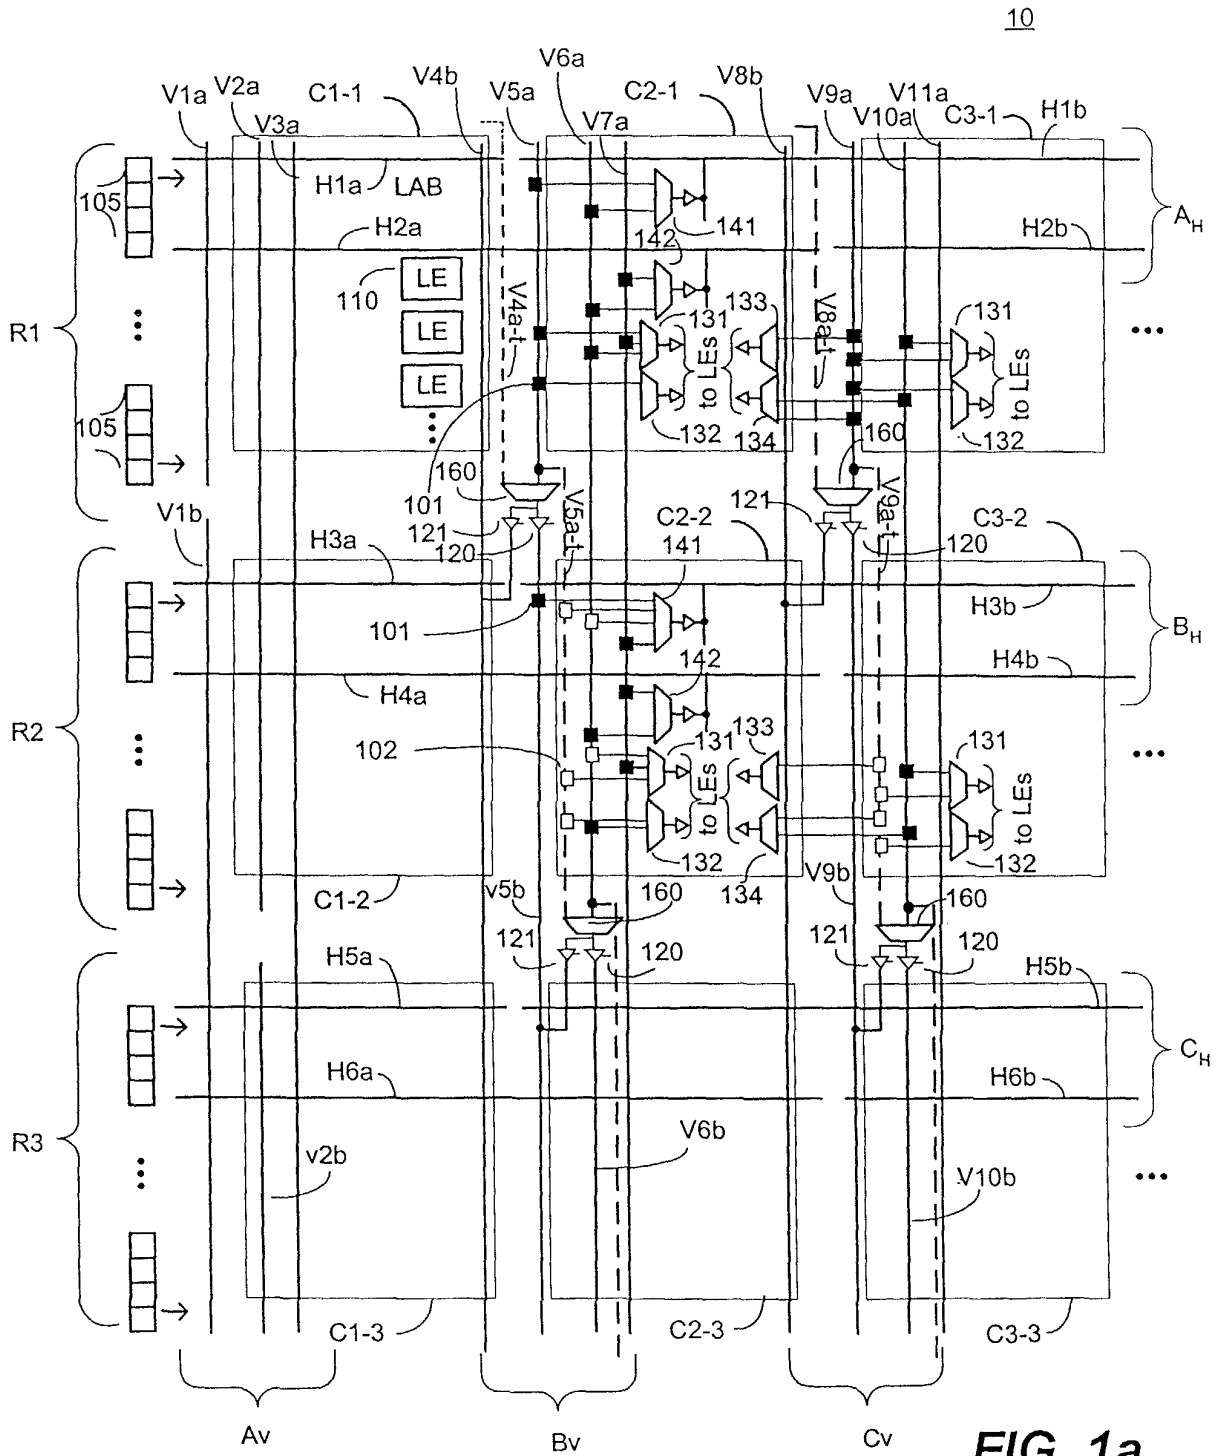 10
V6a
V2a
V4b
V5a
C2-1
V8b
V9a
V11a
V1a
C1-1
V10a
C3-1
H1b
V3a
V7a
R1
105
H1a
LAB
141
AH
H2a
142
H2b
110
LE
V4a-t
131
133
V8a-t
131
LE
to LEs
to LEs
LE
105
132
134
132
160
101
160
V5a-t
V9a-t
121
120
121
120
V1b
H3a
C2-2
141
C3-2
R2
101
H3b
BH
142
H4a
H4b
102
131
133
131
to LEs
to LEs
132
134
132
C1-2
v5b
160
V9b
160
121
120
121
120
H5a
H5b
R3
CH
H6a
H6b
v2b
V6b
V10b
C1-3
C2-3
C3-3
Av
Bv
Cv
FIG. 1a